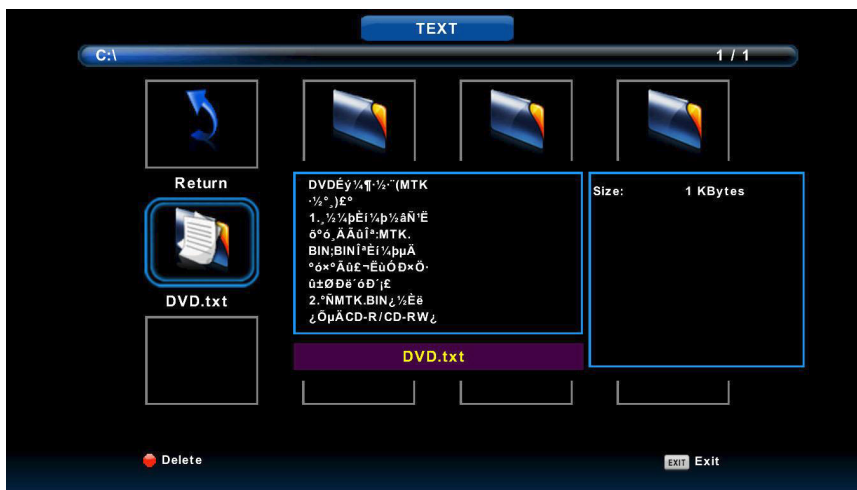 TEXT
C:\
1 / 1
Return
DVDÉý¼¶·½·¨(MTK
·½°¸)£º
1.¸½¼þÈí¼þ½âÑ¹Ë
õºó¸ÄÃûÎª:MTK.
BIN;BINÎªÈí¼þµÄ
ºó×ºÃû£¬ËùÓÐ×Ö·
û±ØÐë´óÐ´¡£
2.°ÑMTK.BIN¿½Èë
¿ÕµÄCD-R/CD-RW¿
Size: 1 KBytes
DVD.txt
DVD.txt
Delete
EXIT Exit